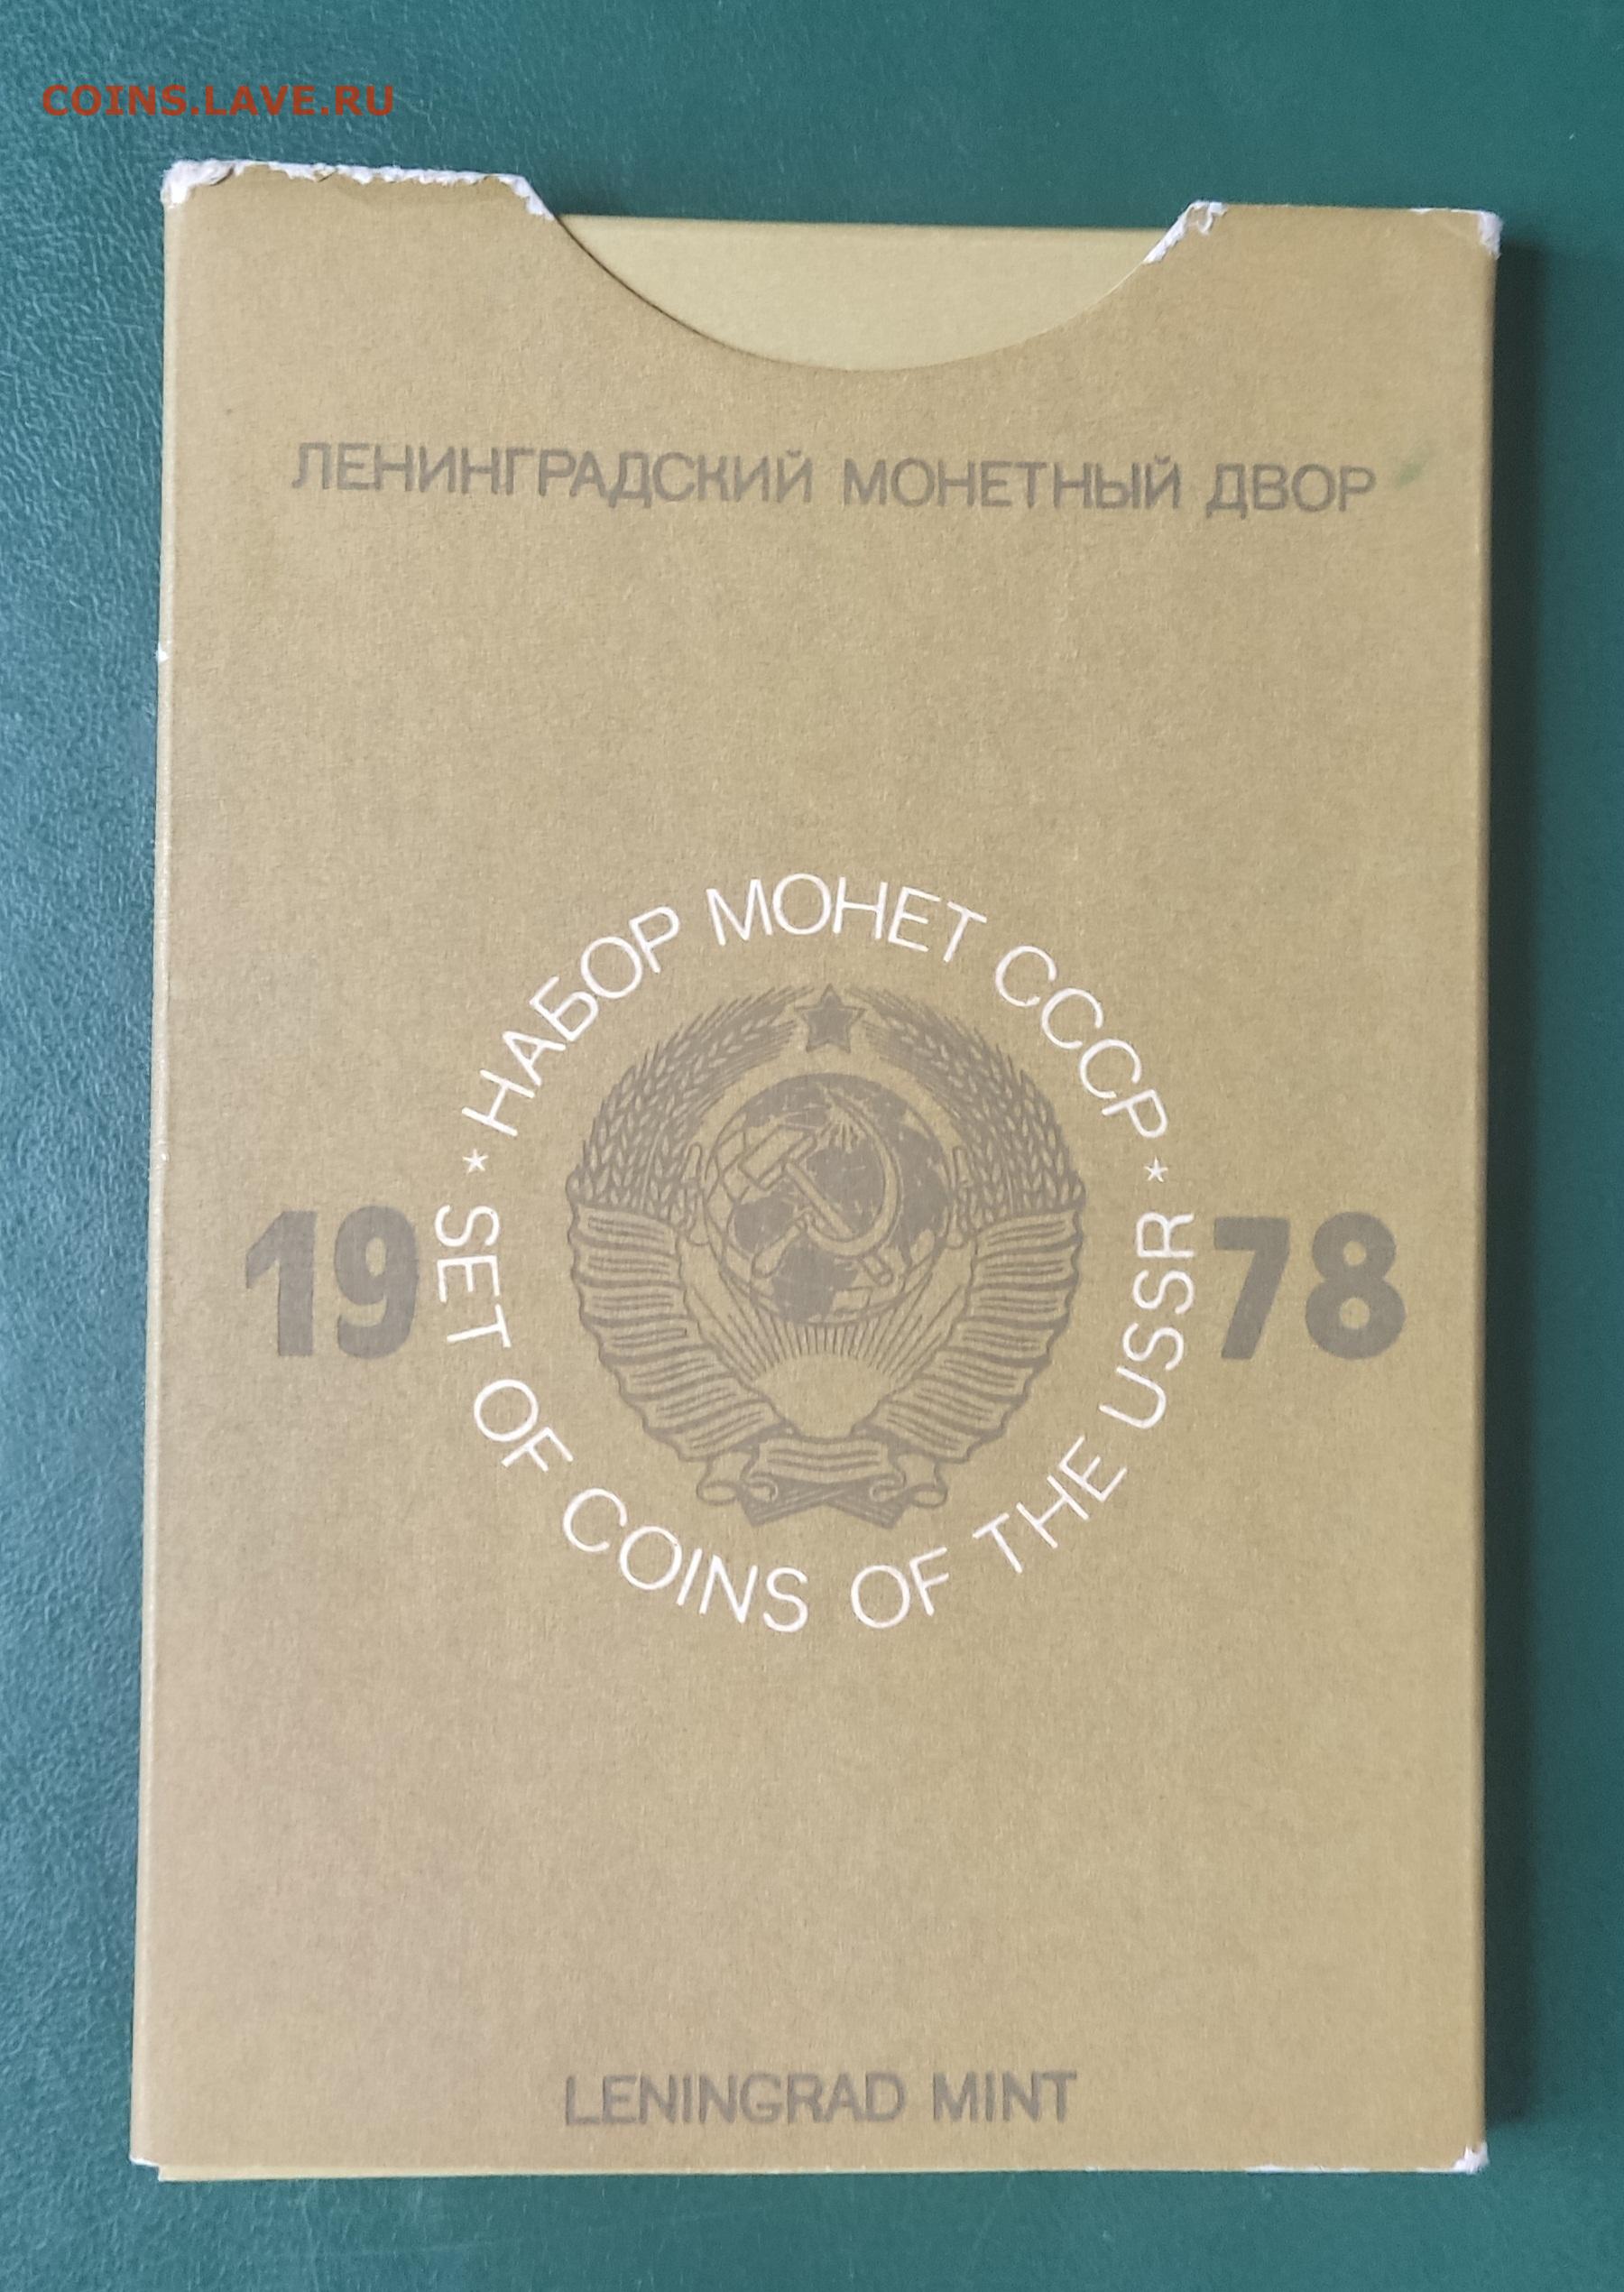 COINS.LAVE.RU
ЛЕНИНГРАДСКИЙ МОНЕТНЫЙ ДВОР
* НАБОР МОНЕТ СССР *
19 78
SET OF COINS OF THE USSR
LENINGRAD MINT